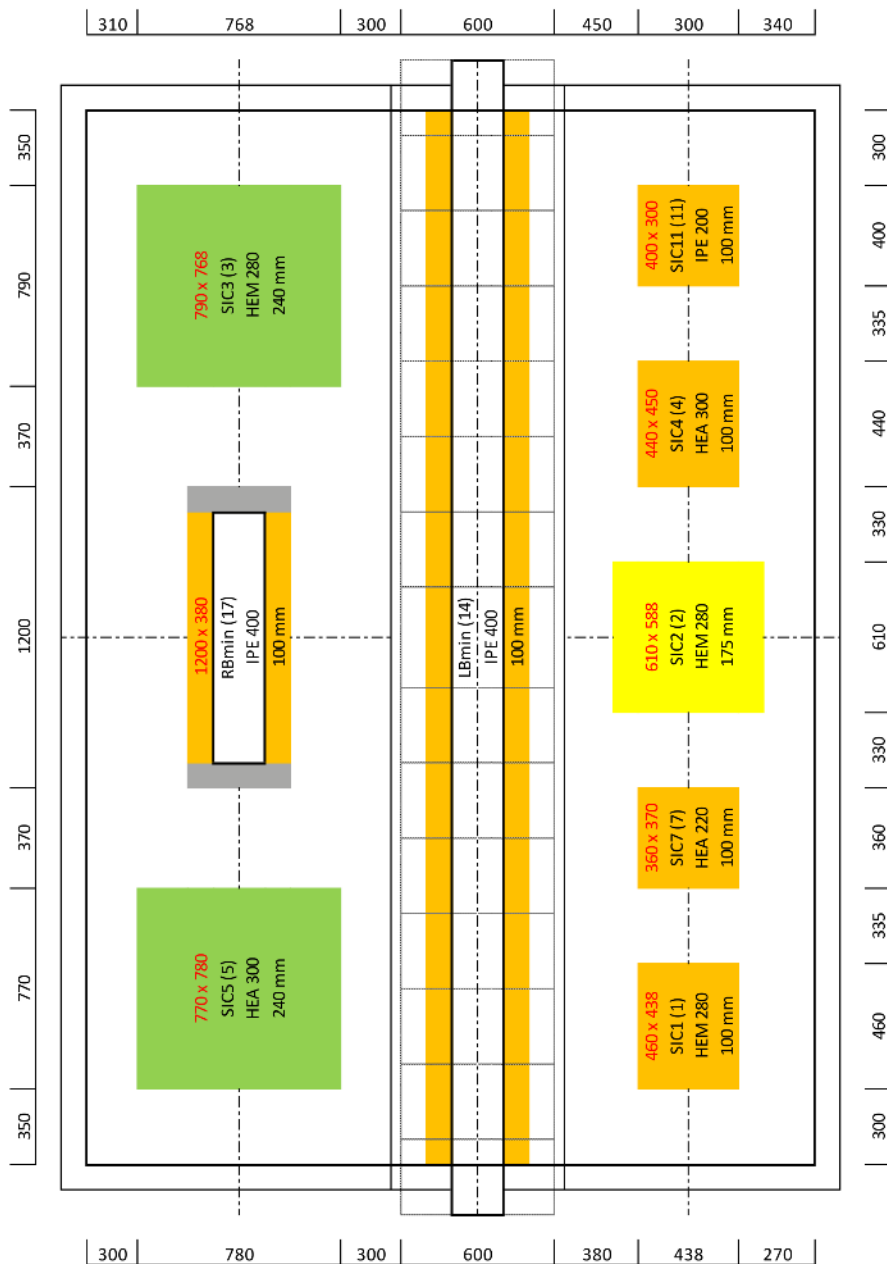 310 768 300 600 450 300 340
350
790
370
1200
370
770
350
790 x 768
SIC3 (3)
HEM 280
240 mm
1200 x 380
RBmin (17)
IPE 400
100 mm
770 x 780
SIC5 (5)
HEA 300
240 mm
LBmin (14)
IPE 400
100 mm
400 x 300
SIC11 (11)
IPE 200
100 mm
440 x 450
SIC4 (4)
HEA 300
100 mm
610 x 588
SIC2 (2)
HEM 280
175 mm
360 x 370
SIC7 (7)
HEA 220
100 mm
460 x 438
SIC1 (1)
HEM 280
100 mm
300
400
335
440
330
610
330
360
335
460
300
300 780 300 600 380 438 270